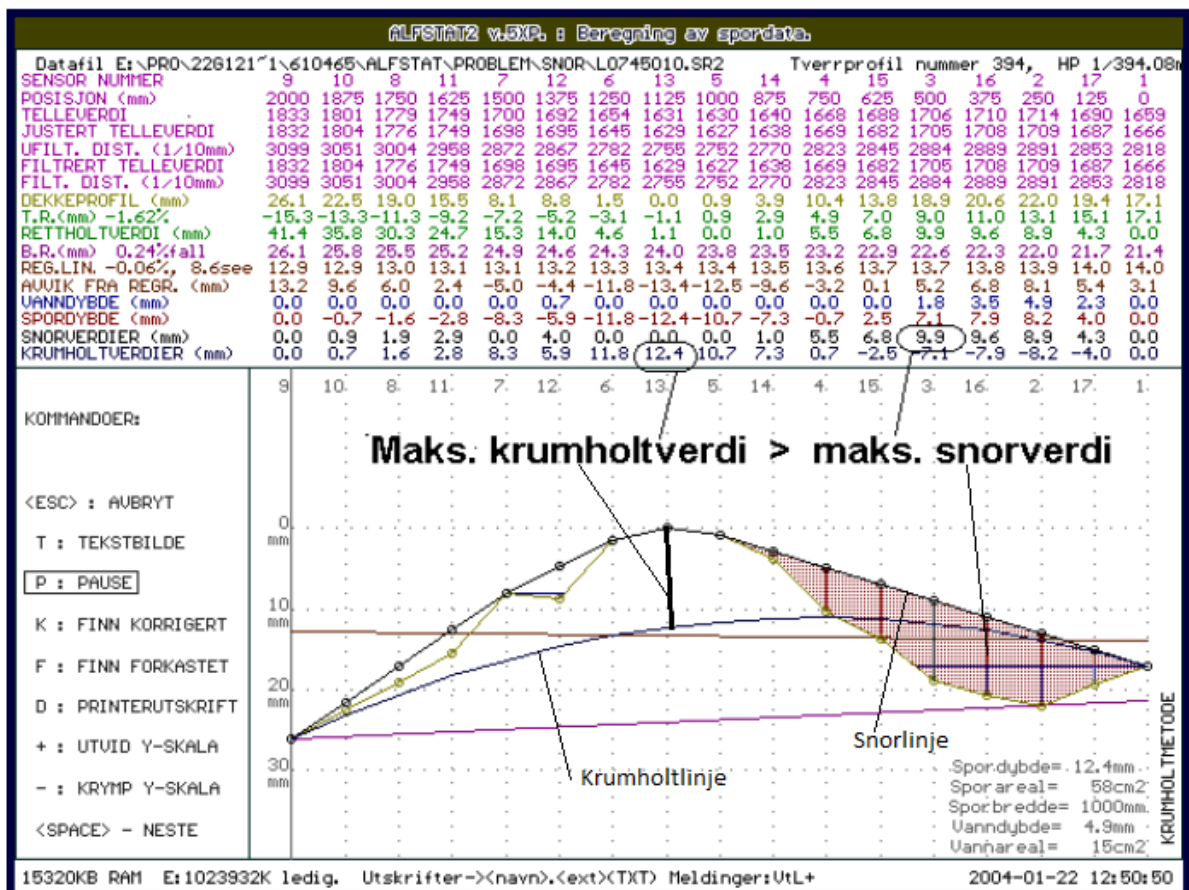 ALFSTAT2 v.5XP. : Beregning av spordata.
Datafil E:\PRO\22G121~1\610465\ALFSTAT\PROBLEM\SNOR\L0745010.SR2 Tverrprofil nummer 394, HP 1/394.08m
SENSOR NUMMER 9 10 8 11 7 12 6 13 5 14 4 15 3 16 2 17 1
POSISJON (mm) 2000 1875 1750 1625 1500 1375 1250 1125 1000 875 750 625 500 375 250 125 0
TELLEVERDI 1833 1801 1779 1749 1700 1692 1654 1631 1630 1640 1668 1688 1706 1710 1714 1690 1659
JUSTERT TELLEVERDI 1832 1804 1776 1749 1698 1695 1645 1629 1627 1638 1669 1682 1705 1708 1709 1687 1666
UFILT. DIST. (1/10mm) 3099 3051 3004 2958 2872 2867 2782 2755 2752 2770 2823 2845 2884 2889 2891 2853 2818
FILTRERT TELLEVERDI 1832 1804 1776 1749 1698 1695 1645 1629 1627 1638 1669 1682 1705 1708 1709 1687 1666
FILT. DIST. (1/10mm) 3099 3051 3004 2958 2872 2867 2782 2755 2752 2770 2823 2845 2884 2889 2891 2853 2818
DEKKEPROFIL (mm) 26.1 22.5 19.0 15.5 8.1 8.8 1.5 0.0 0.9 3.9 10.4 13.8 18.9 20.6 22.0 19.4 17.1
T.R.(mm) -1.62% -15.3 -13.3 -11.3 -9.2 -7.2 -5.2 -3.1 -1.1 0.9 2.9 4.9 7.0 9.0 11.0 13.1 15.1 17.1
RETTHOLTVERDI (mm) 41.4 35.8 30.3 24.7 15.3 14.0 4.6 1.1 0.0 1.0 5.5 6.8 9.9 9.6 8.9 4.3 0.0
B.R.(mm) 0.24%fall 26.1 25.8 25.5 25.2 24.9 24.6 24.3 24.0 23.8 23.5 23.2 22.9 22.6 22.3 22.0 21.7 21.4
REG.LIN. -0.06%, 8.6see 12.9 12.9 13.0 13.1 13.1 13.2 13.3 13.4 13.4 13.5 13.6 13.7 13.7 13.8 13.9 14.0 14.0
AVVIK FRA REGR. (mm) 13.2 9.6 6.0 2.4 -5.0 -4.4 -11.8 -13.4 -12.5 -9.6 -3.2 0.1 5.2 6.8 8.1 5.4 3.1
VANNDYBDE (mm) 0.0 0.0 0.0 0.0 0.0 0.7 0.0 0.0 0.0 0.0 0.0 0.0 1.8 3.5 4.9 2.3 0.0
SPORDYBDE (mm) 0.0 -0.7 -1.6 -2.8 -8.3 -5.9 -11.8 -12.4 -10.7 -7.3 -0.7 2.5 7.1 7.9 8.2 4.0 0.0
SNORVERDIER (mm) 0.0 0.9 1.9 2.9 0.0 4.0 0.0 0.0 0.0 1.0 5.5 6.8 9.9 9.6 8.9 4.3 0.0
KRUMHOLTVERDIER (mm) 0.0 0.7 1.6 2.8 8.3 5.9 11.8 12.4 10.7 7.3 0.7 -2.5 -7.1 -7.9 -8.2 -4.0 0.0
9 10 8 11 7 12 6 13 5 14 4 15 3 16 2 17 1
KOMMANDOER:
Maks. krumholtverdi > maks. snorverdi
<ESC> : AVBRYT
T : TEKSTBILDE
P : PAUSE
K : FINN KORRIGERT
F : FINN FORKASTET
D : PRINTERUTSKRIFT
+ : UTVID Y-SKALA
- : KRYMP Y-SKALA
<SPACE> - NESTE
0
mm
10
mm
20
mm
30
mm
Snorlinje
Krumholtlinje
Spordybde= 12.4mm
Sporareal= 58cm2
Sporbredde= 1000mm
Vanndybde= 4.9mm
Vannareal= 15cm2
KRUMHOLTMETODE
15320KB RAM E:1023932K ledig. Utskrifter-><navn>.<ext>(TXT) Meldinger:VtL+ 2004-01-22 12:50:50